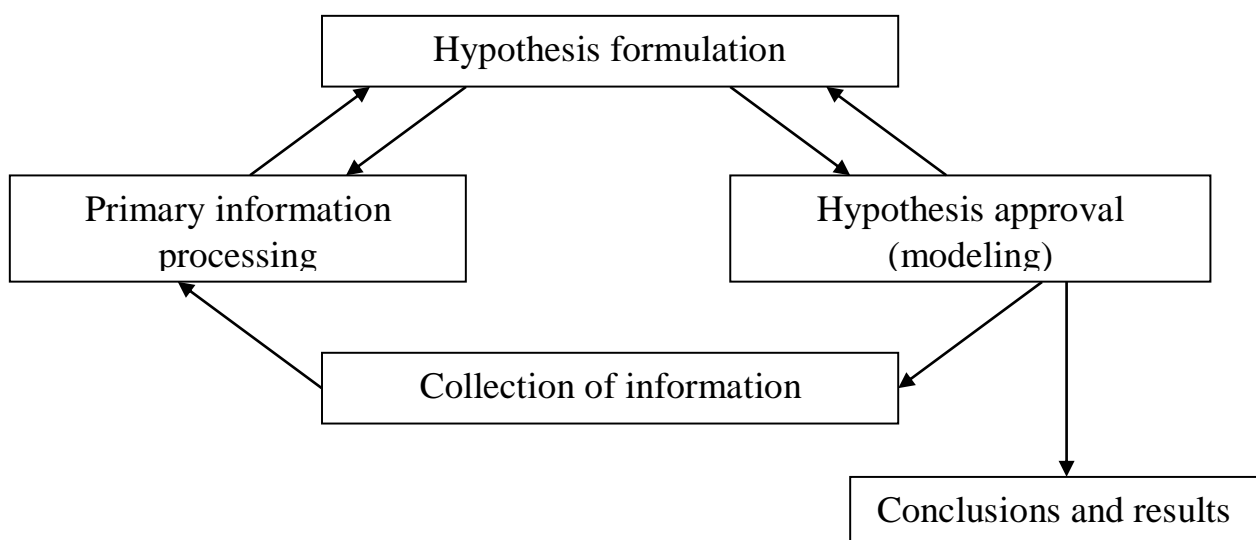 Hypothesis formulation
Primary information
processing
Hypothesis approval
(modeling)
Collection of information
Conclusions and results